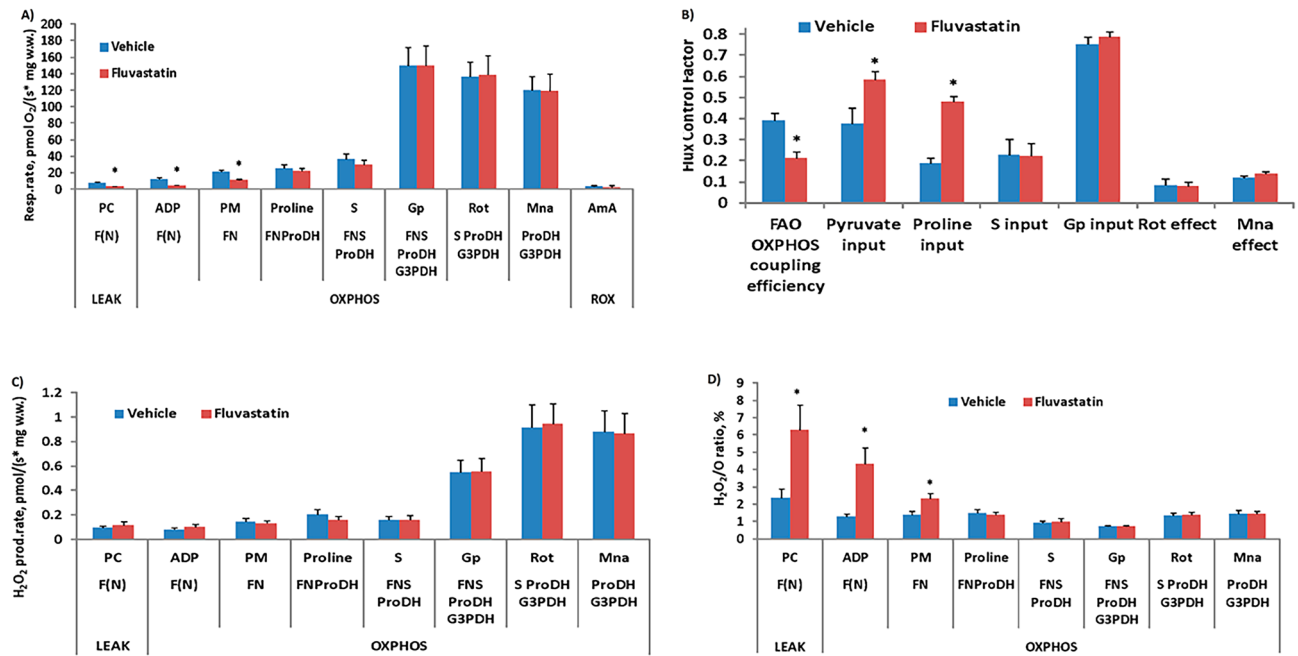 A)
Resp.rate, pmol O₂/(s* mg w.w.)
200
180
160
140
120
100
80
60
40
20
0
Vehicle
Fluvastatin
* * *
PC ADP PM Proline S Gp Rot Mna AmA
F(N) F(N) FN FNProDH FNS FNS S ProDH ProDH
ProDH ProDH G3PDH G3PDH
G3PDH
LEAK OXPHOS ROX
B)
Flux Control Factor
0.8
0.7
0.6
0.5
0.4
0.3
0.2
0.1
0
Vehicle Fluvastatin
* * *
FAO Pyruvate Proline S input Gp input Rot effect Mna
OXPHOS input input effect
coupling
efficiency
C)
H₂O₂ prod.rate, pmol/(s* mg w.w.)
1.2
1
0.8
0.6
0.4
0.2
0
Vehicle Fluvastatin
PC ADP PM Proline S Gp Rot Mna
F(N) F(N) FN FNProDH FNS FNS S ProDH ProDH
ProDH ProDH G3PDH G3PDH
G3PDH
LEAK OXPHOS
D)
H₂O₂/O ratio, %
9
8
7
6
5
4
3
2
1
0
Vehicle Fluvastatin
* * *
PC ADP PM Proline S Gp Rot Mna
F(N) F(N) FN FNProDH FNS FNS S ProDH ProDH
ProDH ProDH G3PDH G3PDH
G3PDH
LEAK OXPHOS